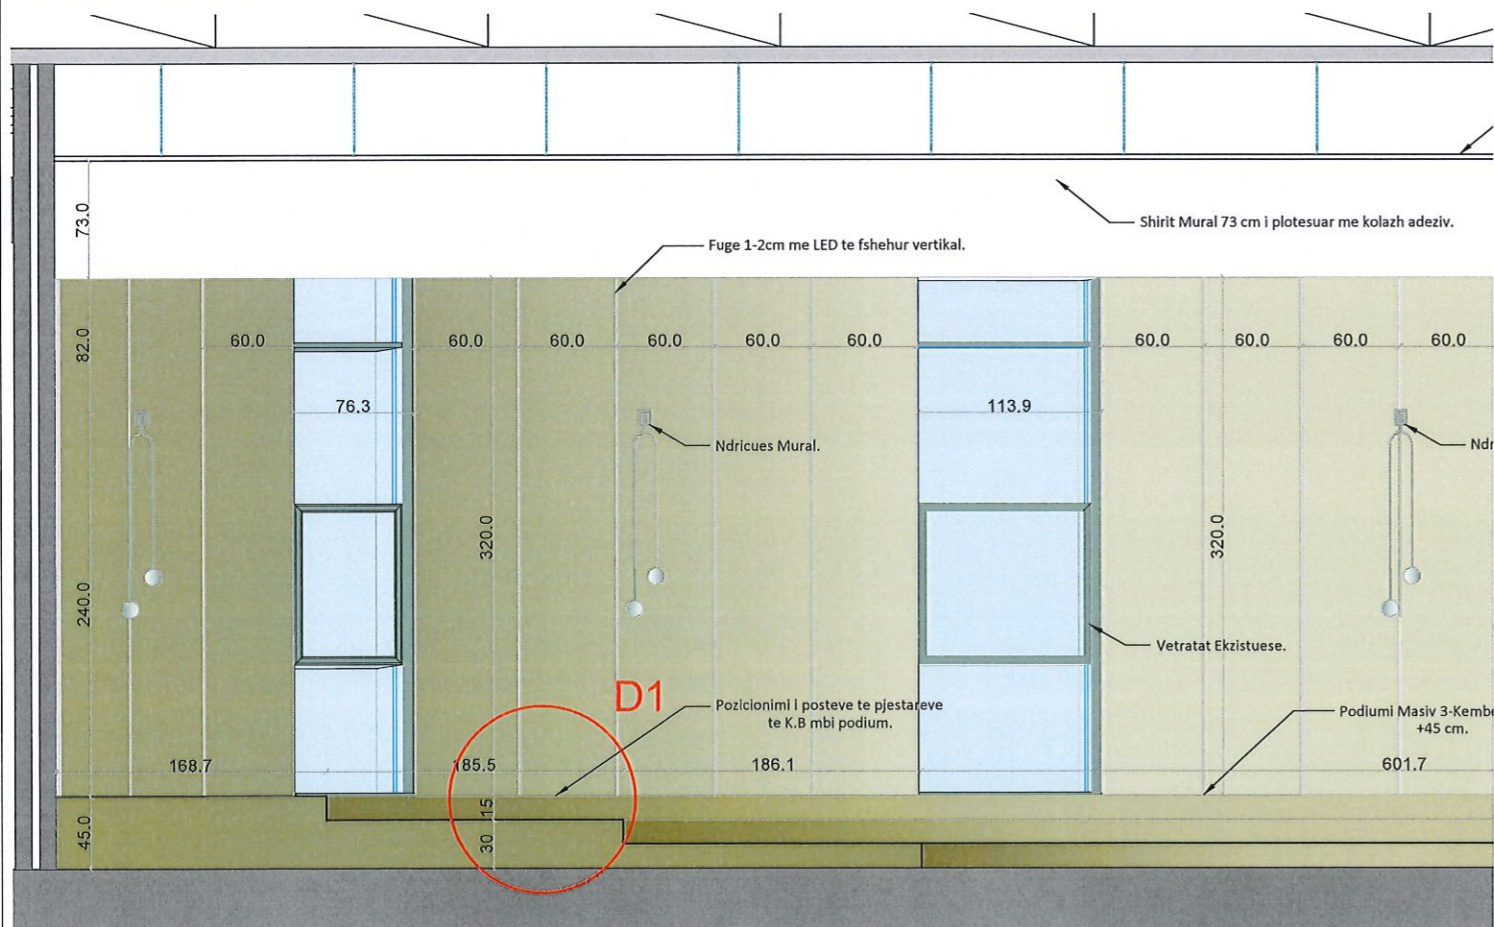 73.0
Shirit Mural 73 cm i plotesuar me kolazh adeziv.
Fuge 1-2cm me LED te fshehur vertikal.
82.0
60.0
60.0
60.0
60.0
60.0
60.0
60.0
60.0
60.0
60.0
76.3
113.9
Ndricues Mural.
320.0
320.0
240.0
Vetratat Ekzistuese.
D1
Pozicionimi i posteve te pjestareve
te K.B mbi podium.
Podiumi Masiv 3-Kembe
+45 cm.
168.7
185.5
186.1
601.7
15
30
45.0